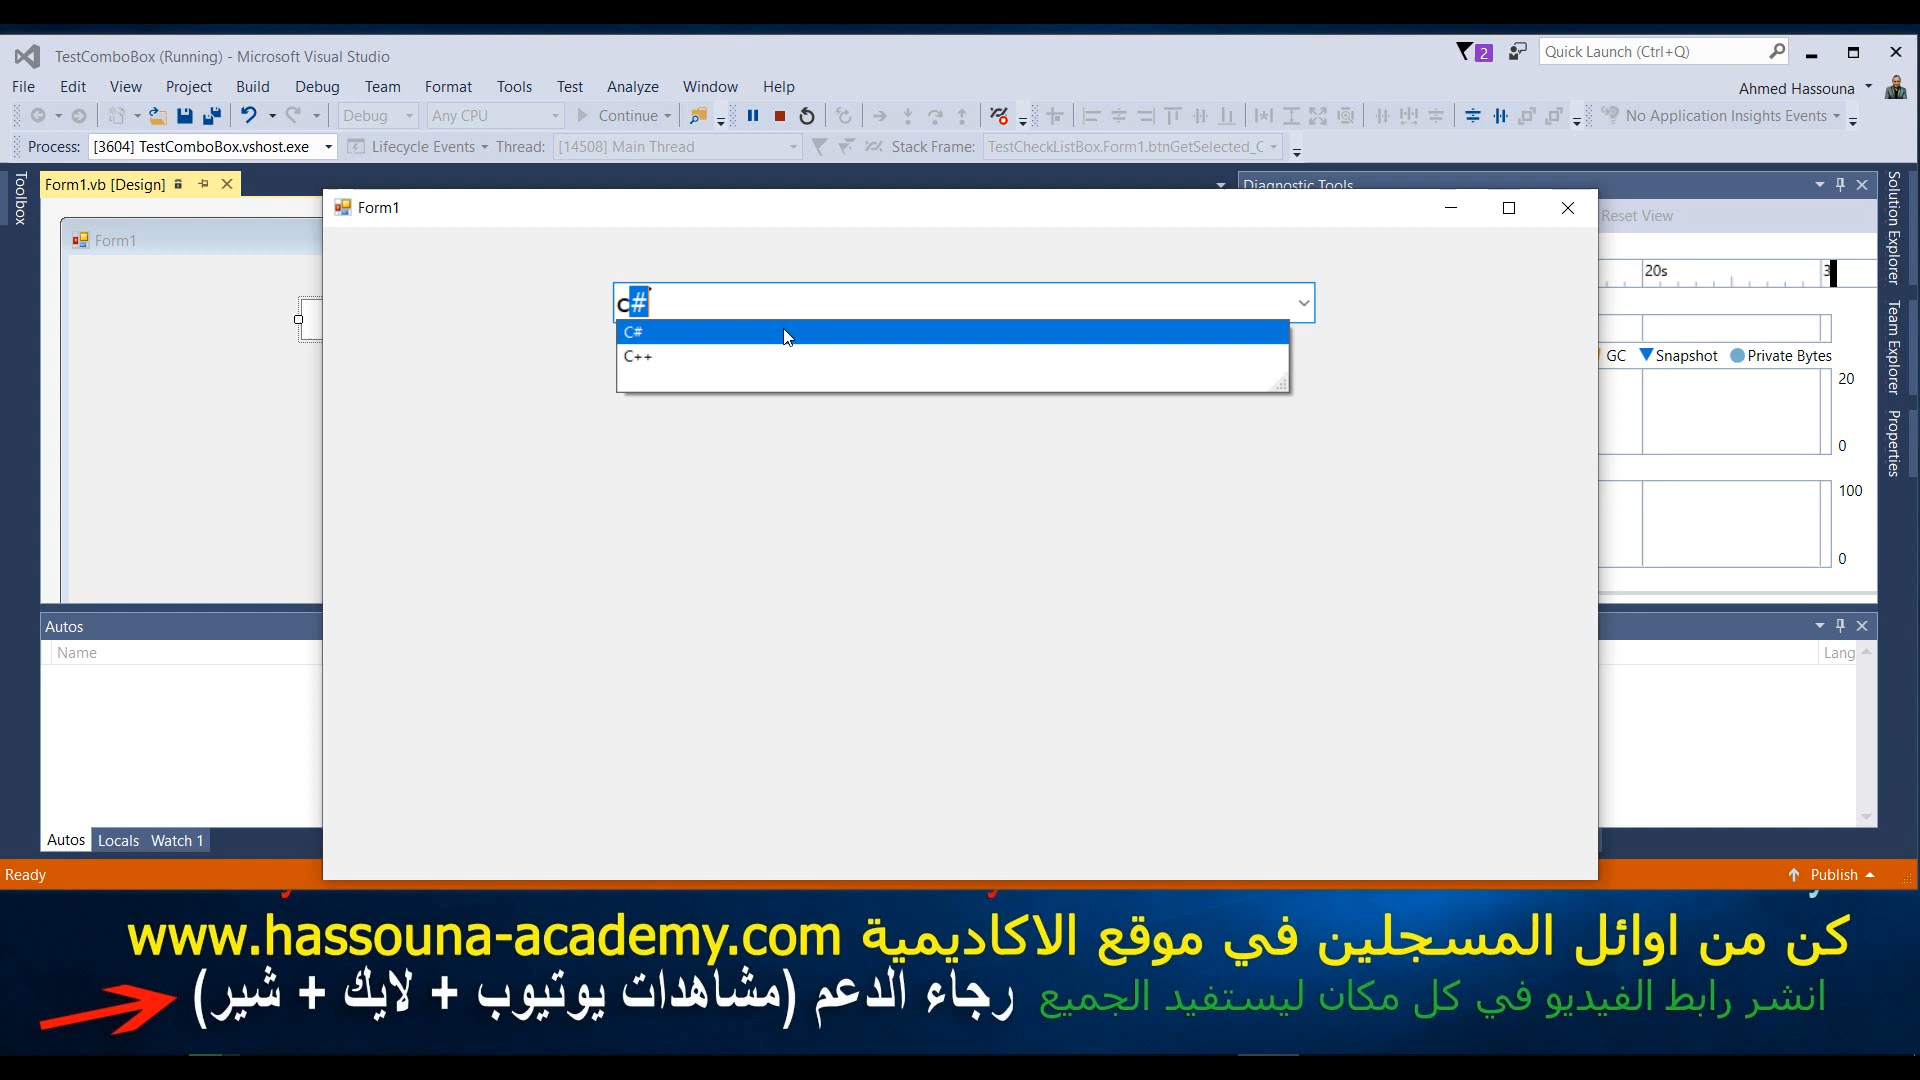 TestComboBox (Running) - Microsoft Visual Studio
2
Quick Launch (Ctrl+Q)
File Edit View Project Build Debug Team Format Tools Test Analyze Window Help
Ahmed Hassouna
Debug Any CPU Continue No Application Insights Events
Process: [3604] TestComboBox.vshost.exe Lifecycle Events Thread: [14508] Main Thread Stack Frame: TestCheckListBox.Form1.btnGetSelected_C
Toolbox
Form1.vb [Design]
Diagnostic Tools
Solution Explorer
Team Explorer
Properties
Form1
Form1
Reset View
20s
3
c#
C#
C++
GC Snapshot Private Bytes
20
0
100
0
Autos
Name
Lang
Autos Locals Watch 1
Ready
Publish
كن من اوائل المسجلين في موقع الاكاديمية www.hassouna-academy.com
انشر رابط الفيديو في كل مكان ليستفيد الجميع رجاء الدعم (مشاهدات يوتيوب + لايك + شير)